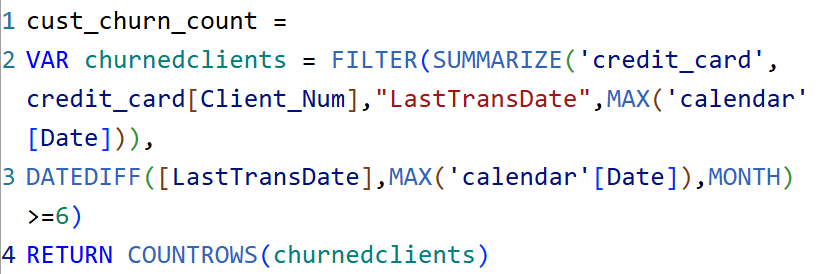 1 cust_churn_count =
2 VAR churnedclients = FILTER(SUMMARIZE('credit_card',
credit_card[Client_Num],"LastTransDate",MAX('calendar'
[Date])),
3 DATEDIFF([LastTransDate],MAX('calendar'[Date]),MONTH)
>=6)
4 RETURN COUNTROWS(churnedclients)